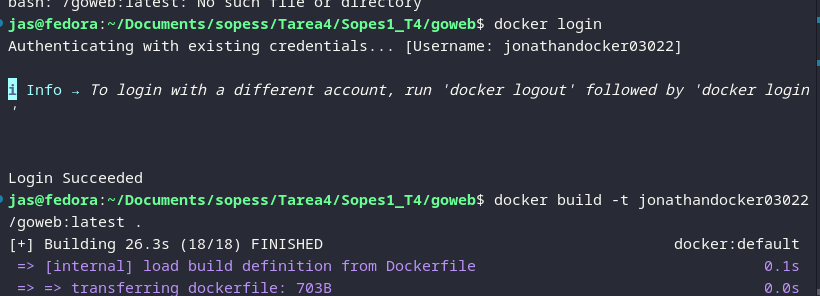 bash: /goweb:latest: No such file or directory
jas@fedora:~/Documents/sopess/Tarea4/Sopes1_T4/goweb$ docker login
Authenticating with existing credentials... [Username: jonathandocker03022]
i Info → To login with a different account, run 'docker logout' followed by 'docker login
'
Login Succeeded
jas@fedora:~/Documents/sopess/Tarea4/Sopes1_T4/goweb$ docker build -t jonathandocker03022
/goweb:latest .
[+] Building 26.3s (18/18) FINISHED docker:default
=> [internal] load build definition from Dockerfile 0.1s
=> => transferring dockerfile: 703B 0.0s